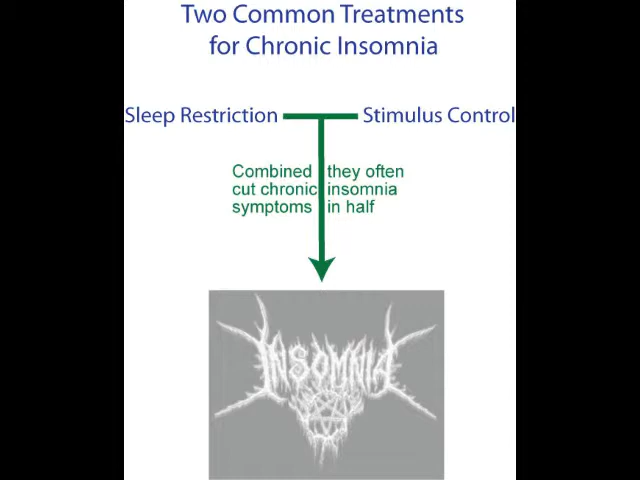 Two Common Treatments
for Chronic Insomnia
Sleep Restriction
Stimulus Control
Combined they often
cut chronic insomnia
symptoms in half
INSOMNIA